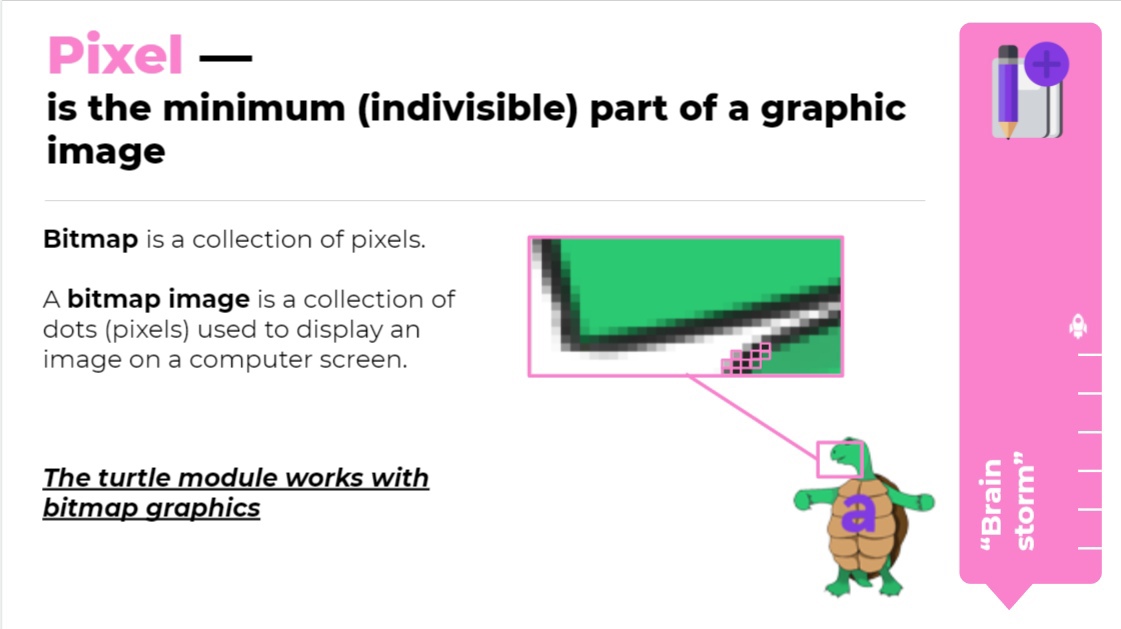 Pixel —
is the minimum (indivisible) part of a graphic
image
Bitmap is a collection of pixels.
A bitmap image is a collection of
dots (pixels) used to display an
image on a computer screen.
The turtle module works with
bitmap graphics
a
“Brain
storm”